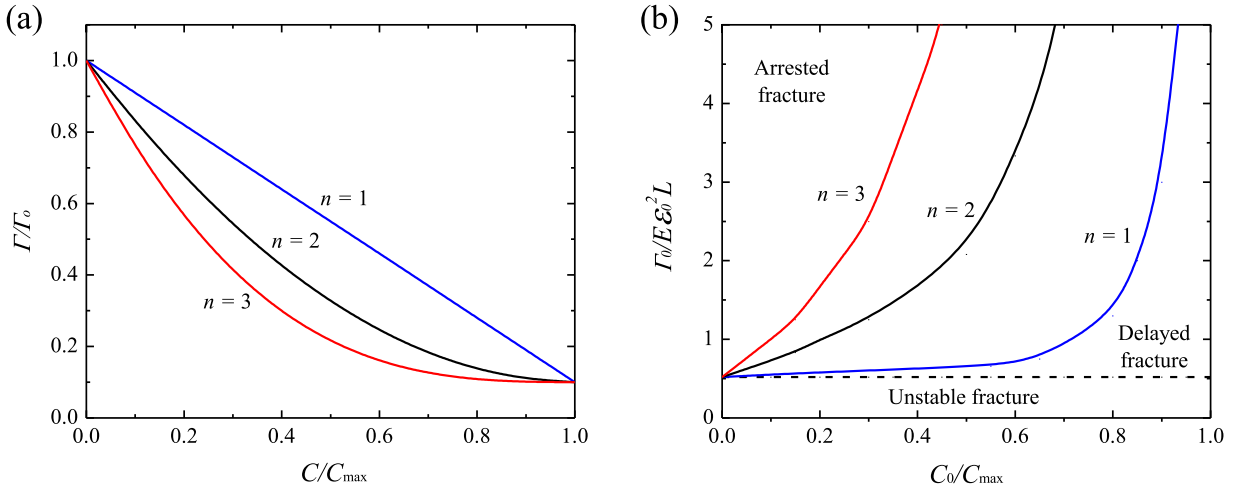 (a)
1.0
0.8
0.6
0.4
0.2
0.0
Γ/Γo
n = 1
n = 2
n = 3
0.0 0.2 0.4 0.6 0.8 1.0
C/Cmax
(b)
5
4
3
2
1
0
Γ0/Eε0²L
Arrested
fracture
n = 3
n = 2
n = 1
Delayed
fracture
Unstable fracture
0.0 0.2 0.4 0.6 0.8 1.0
C0/Cmax